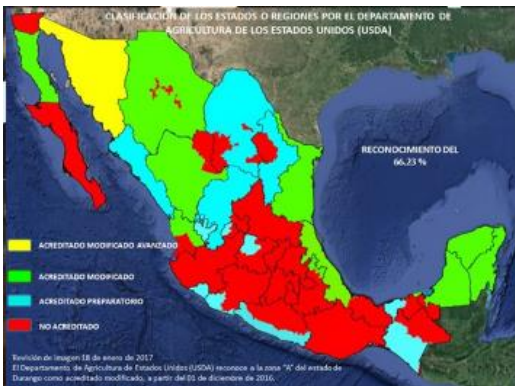 CLASIFICACIÓN DE LOS ESTADOS O REGIONES POR EL DEPARTAMENTO DE
AGRICULTURA DE LOS ESTADOS UNIDOS (USDA)
RECONOCIMIENTO DEL
66.23 %
ACREDITADO MODIFICADO AVANZADO
ACREDITADO MODIFICADO
ACREDITADO PREPARATORIO
NO ACREDITADO
Revisión de imagen 18 de enero de 2017
El Departamento de Agricultura de Estados Unidos (USDA) reconoce a la zona "A" del estado de
Durango como acreditado modificado, a partir del 01 de diciembre de 2016.